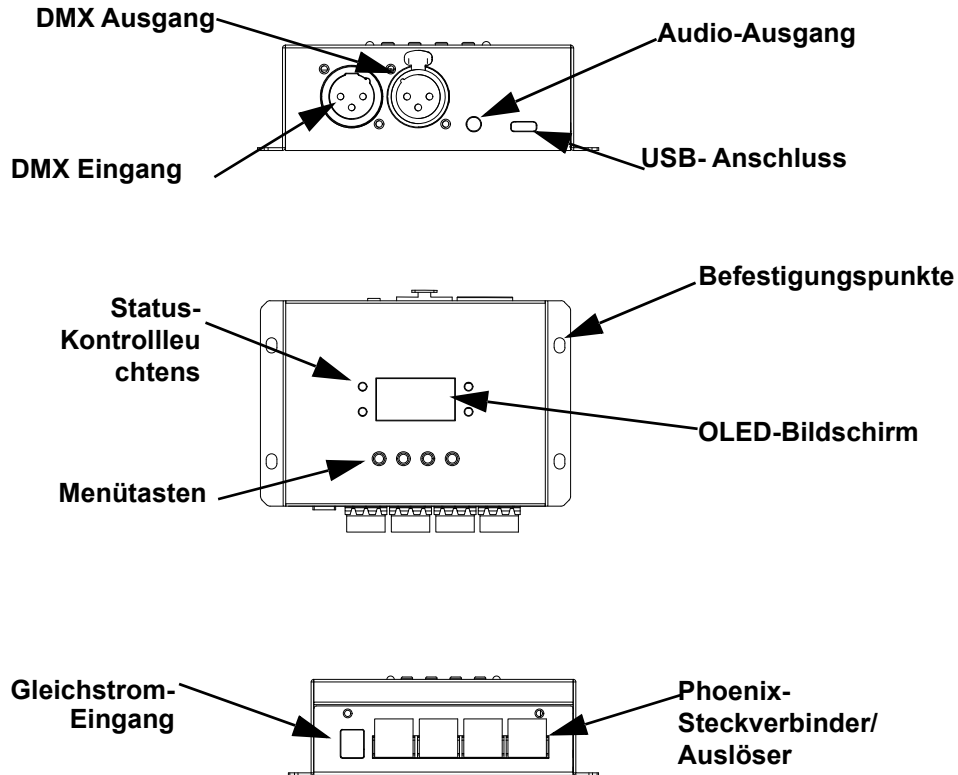 DMX Ausgang
Audio-Ausgang
DMX Eingang
USB- Anschluss
Befestigungspunkte
Status-
Kontrollleu
chtens
OLED-Bildschirm
Menütasten
Gleichstrom-
Eingang
Phoenix-
Steckverbinder/
Auslöser